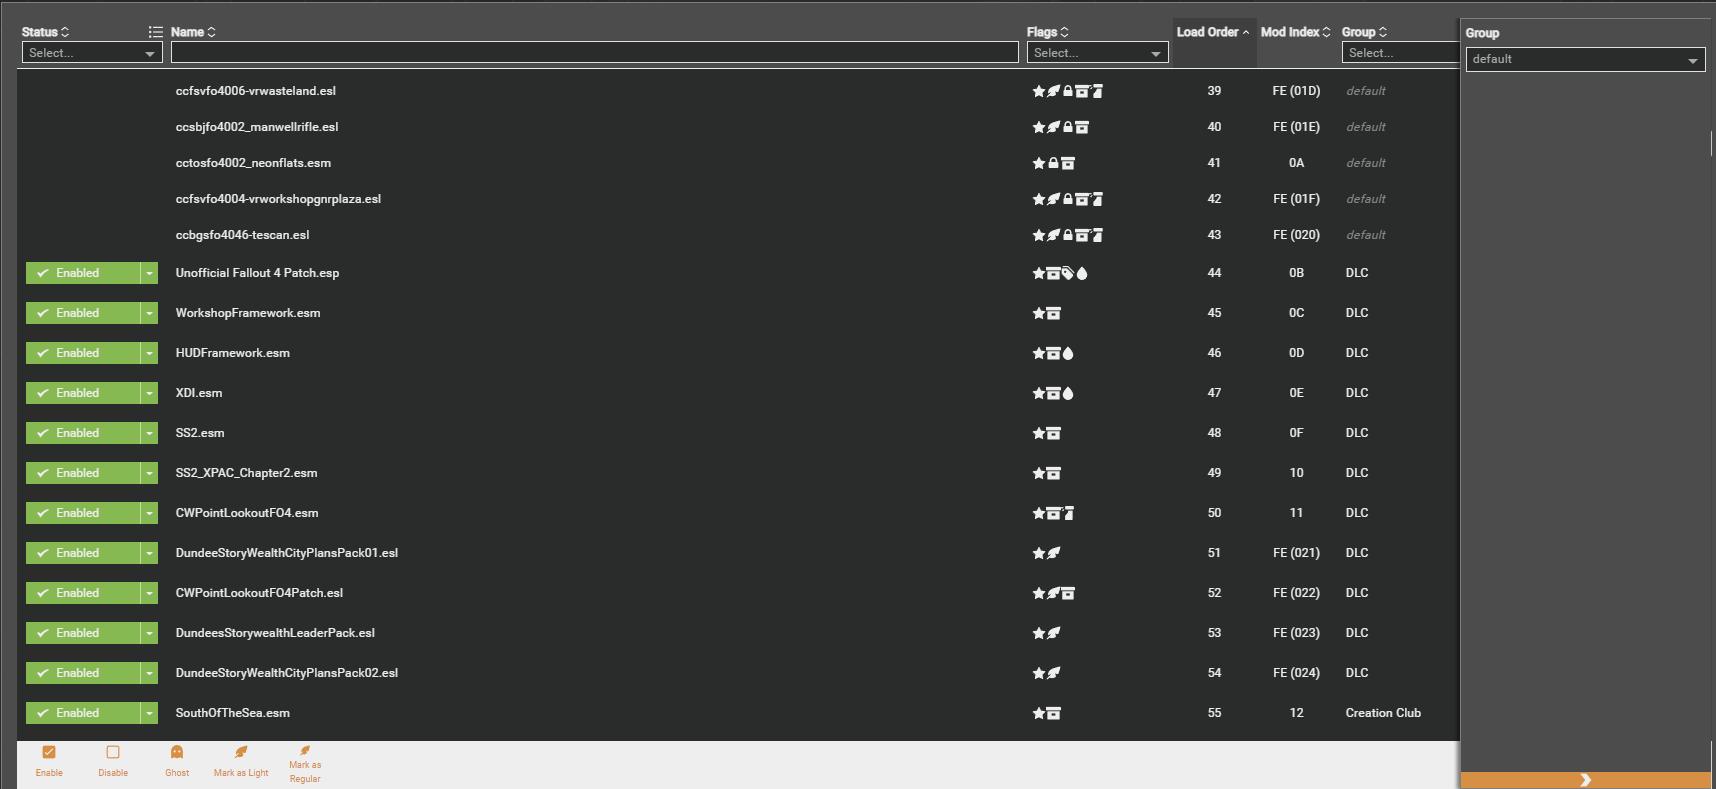 Status Name Flags Load Order Mod Index Group Group
Select... Select... Select... default
ccfsvfo4006-vrwasteland.esl 39 FE (01D) default
ccsbjfo4002_manwellrifle.esl 40 FE (01E) default
cctosfo4002_neonflats.esm 41 0A default
ccfsvfo4004-vrworkshopgnrplaza.esl 42 FE (01F) default
ccbgsfo4046-tescan.esl 43 FE (020) default
Enabled Unofficial Fallout 4 Patch.esp 44 0B DLC
Enabled WorkshopFramework.esm 45 0C DLC
Enabled HUDFramework.esm 46 0D DLC
Enabled XDI.esm 47 0E DLC
Enabled SS2.esm 48 0F DLC
Enabled SS2_XPAC_Chapter2.esm 49 10 DLC
Enabled CWPointLookoutFO4.esm 50 11 DLC
Enabled DundeeStoryWealthCityPlansPack01.esl 51 FE (021) DLC
Enabled CWPointLookoutFO4Patch.esl 52 FE (022) DLC
Enabled DundeesStorywealthLeaderPack.esl 53 FE (023) DLC
Enabled DundeeStoryWealthCityPlansPack02.esl 54 FE (024) DLC
Enabled SouthOfTheSea.esm 55 12 Creation Club
Enable Disable Ghost Mark as Light Mark as
Regular